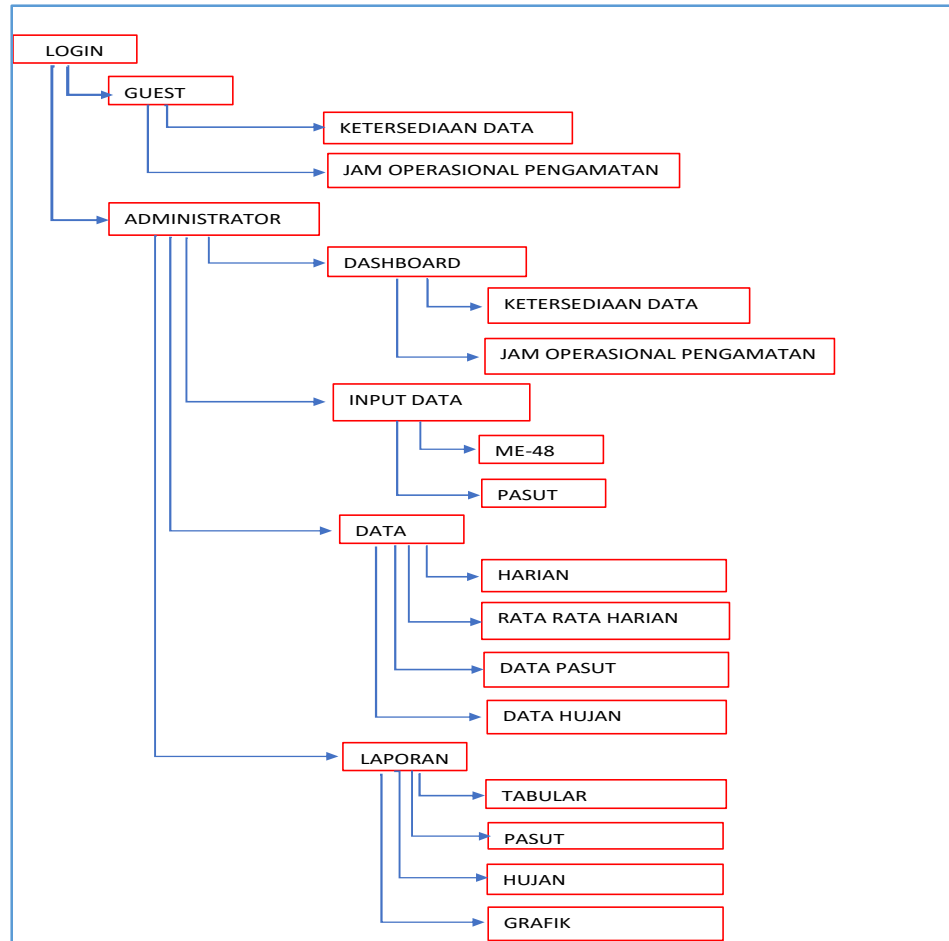 LOGIN
GUEST
KETERSEDIAAN DATA
JAM OPERASIONAL PENGAMATAN
ADMINISTRATOR
DASHBOARD
KETERSEDIAAN DATA
JAM OPERASIONAL PENGAMATAN
INPUT DATA
ME-48
PASUT
DATA
HARIAN
RATA RATA HARIAN
DATA PASUT
DATA HUJAN
LAPORAN
TABULAR
PASUT
HUJAN
GRAFIK